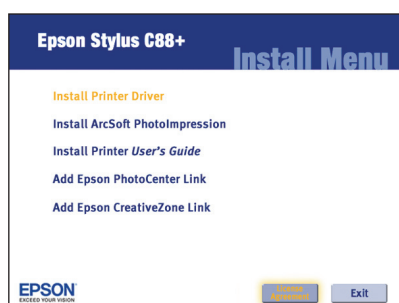 Epson Stylus C88+
Install Menu
Install Printer Driver
Install ArcSoft PhotoImpression
Install Printer User's Guide
Add Epson PhotoCenter Link
Add Epson CreativeZone Link
EPSON
EXCEED YOUR VISION
License
Agreement
Exit